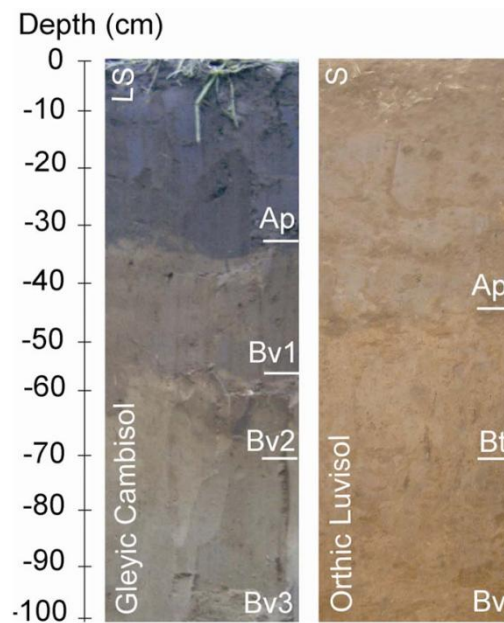 Depth (cm)
0
-10
-20
-30
-40
-50
-60
-70
-80
-90
-100
LS
Ap
Bv1
Bv2
Bv3
Gleyic Cambisol
S
Ap
Bt
Bv
Orthic Luvisol